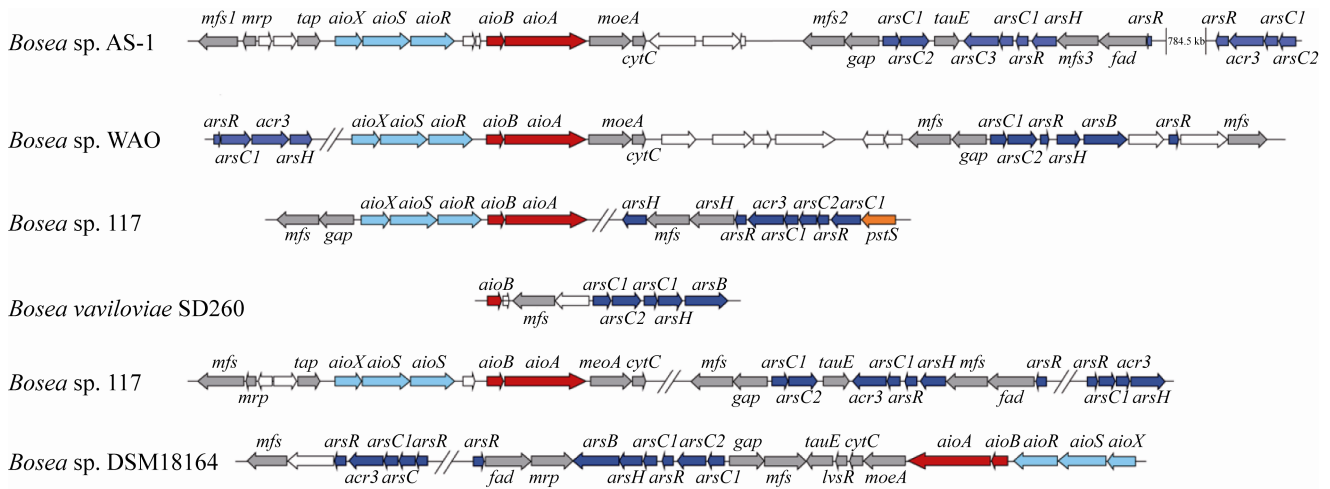 mfs1 mrp tap aioX aioS aioR aioB aioA moeA mfs2 arsC1 tauE arsC1 arsH arsR arsR arsC1
Bosea sp. AS-1 784.5 kb
cytC gap arsC2 arsC3 arsR mfs3 fad acr3 arsC2
arsR acr3 aioX aioS aioR aioB aioA moeA mfs arsC1 arsR arsB arsR mfs
Bosea sp. WAO
arsC1 arsH cytC gap arsC2 arsH
aioX aioS aioR aioB aioA arsH arsH acr3 arsC2 arsC1
Bosea sp. 117
mfs gap mfs arsR arsC1 arsR pstS
aioB arsC1 arsC1 arsB
Bosea vaviloviae SD260
mfs arsC2 arsH
mfs tap aioX aioS aioS aioB aioA meoA cytC mfs arsC1 tauE arsC1 arsH mfs arsR arsR acr3
Bosea sp. 117
mrp gap arsC2 acr3 arsR fad arsC1 arsH
mfs arsR arsC1 arsR arsR arsB arsC1 arsC2 gap tauE cytC aioA aioB aioR aioS aioX
Bosea sp. DSM18164
acr3 arsC fad mrp arsH arsR arsC1 mfs lvsR moeA